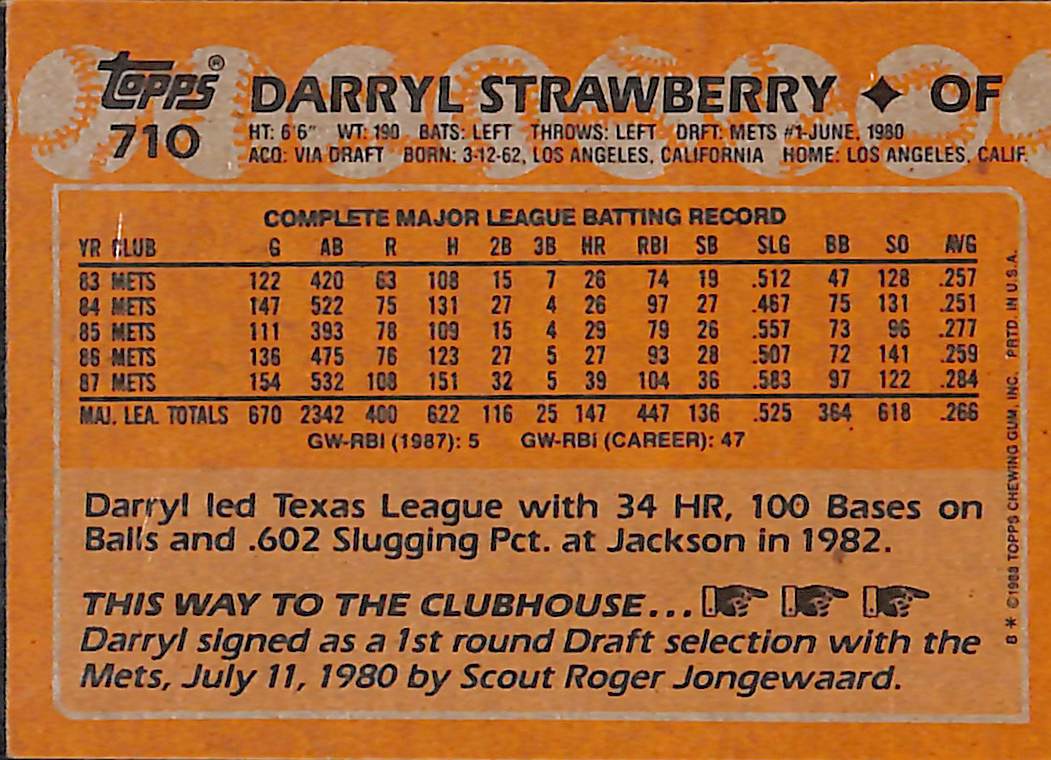 topps® DARRYL STRAWBERRY ✦ OF
710 HT: 6'6" WT: 190 BATS: LEFT THROWS: LEFT DRFT: METS #1-JUNE, 1980
ACQ: VIA DRAFT BORN: 3-12-62, LOS ANGELES, CALIFORNIA HOME: LOS ANGELES, CALIF.
COMPLETE MAJOR LEAGUE BATTING RECORD
YR CLUB G AB R H 2B 3B HR RBI SB SLG BB SO AVG
83 METS 122 420 63 108 15 7 26 74 19 .512 47 128 .257
84 METS 147 522 75 131 27 4 26 97 27 .467 75 131 .251
85 METS 111 393 78 109 15 4 29 79 26 .557 73 96 .277
86 METS 136 475 76 123 27 5 27 93 28 .507 72 141 .259
87 METS 154 532 108 151 32 5 39 104 36 .583 97 122 .284
MAJ. LEA. TOTALS 670 2342 400 622 116 25 147 447 136 .525 364 618 .266
GW-RBI (1987): 5 GW-RBI (CAREER): 47
Darryl led Texas League with 34 HR, 100 Bases on
Balls and .602 Slugging Pct. at Jackson in 1982.
THIS WAY TO THE CLUBHOUSE...
Darryl signed as a 1st round Draft selection with the
Mets, July 11, 1980 by Scout Roger Jongewaard.
8* ©1988 TOPPS CHEWING GUM, INC. PRTD. IN U.S.A.